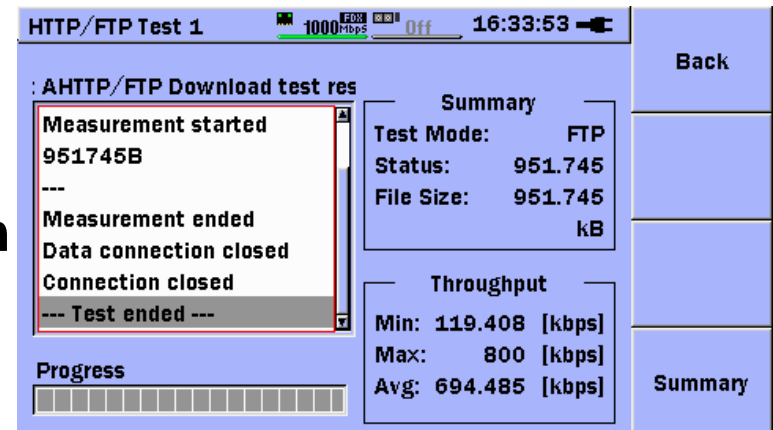 HTTP/FTP Test 1
1000 FDX Mbps
Off
16:33:53
Back
: AHTTP/FTP Download test res
Measurement started
951745B
---
Measurement ended
Data connection closed
Connection closed
--- Test ended ---
Progress
Summary
Test Mode: FTP
Status: 951.745
File Size: 951.745
kB
Throughput
Min: 119.408 [kbps]
Max: 800 [kbps]
Avg: 694.485 [kbps]
Summary